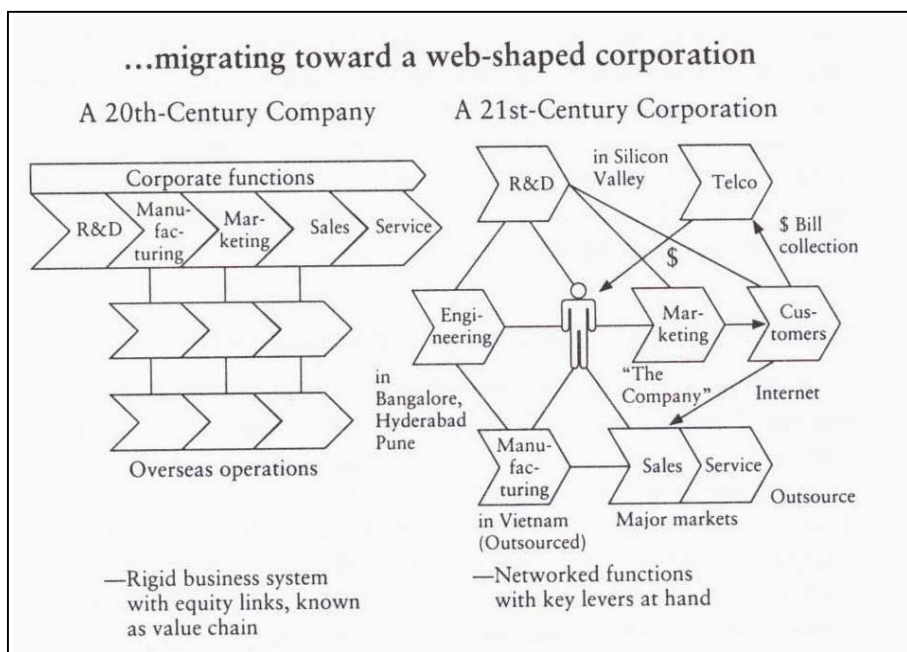 ...migrating toward a web-shaped corporation
A 20th-Century Company
Corporate functions
R&D
Manu-
fac-
turing
Mar-
keting
Sales
Service
Overseas operations
—Rigid business system
with equity links, known
as value chain
A 21st-Century Corporation
R&D
in Silicon
Valley
Telco
$ Bill
collection
$
Engi-
neering
Mar-
keting
Cus-
tomers
in
Bangalore,
Hyderabad
Pune
"The
Company"
Internet
Manu-
fac-
turing
Sales
Service
Outsource
in Vietnam
(Outsourced)
Major markets
—Networked functions
with key levers at hand